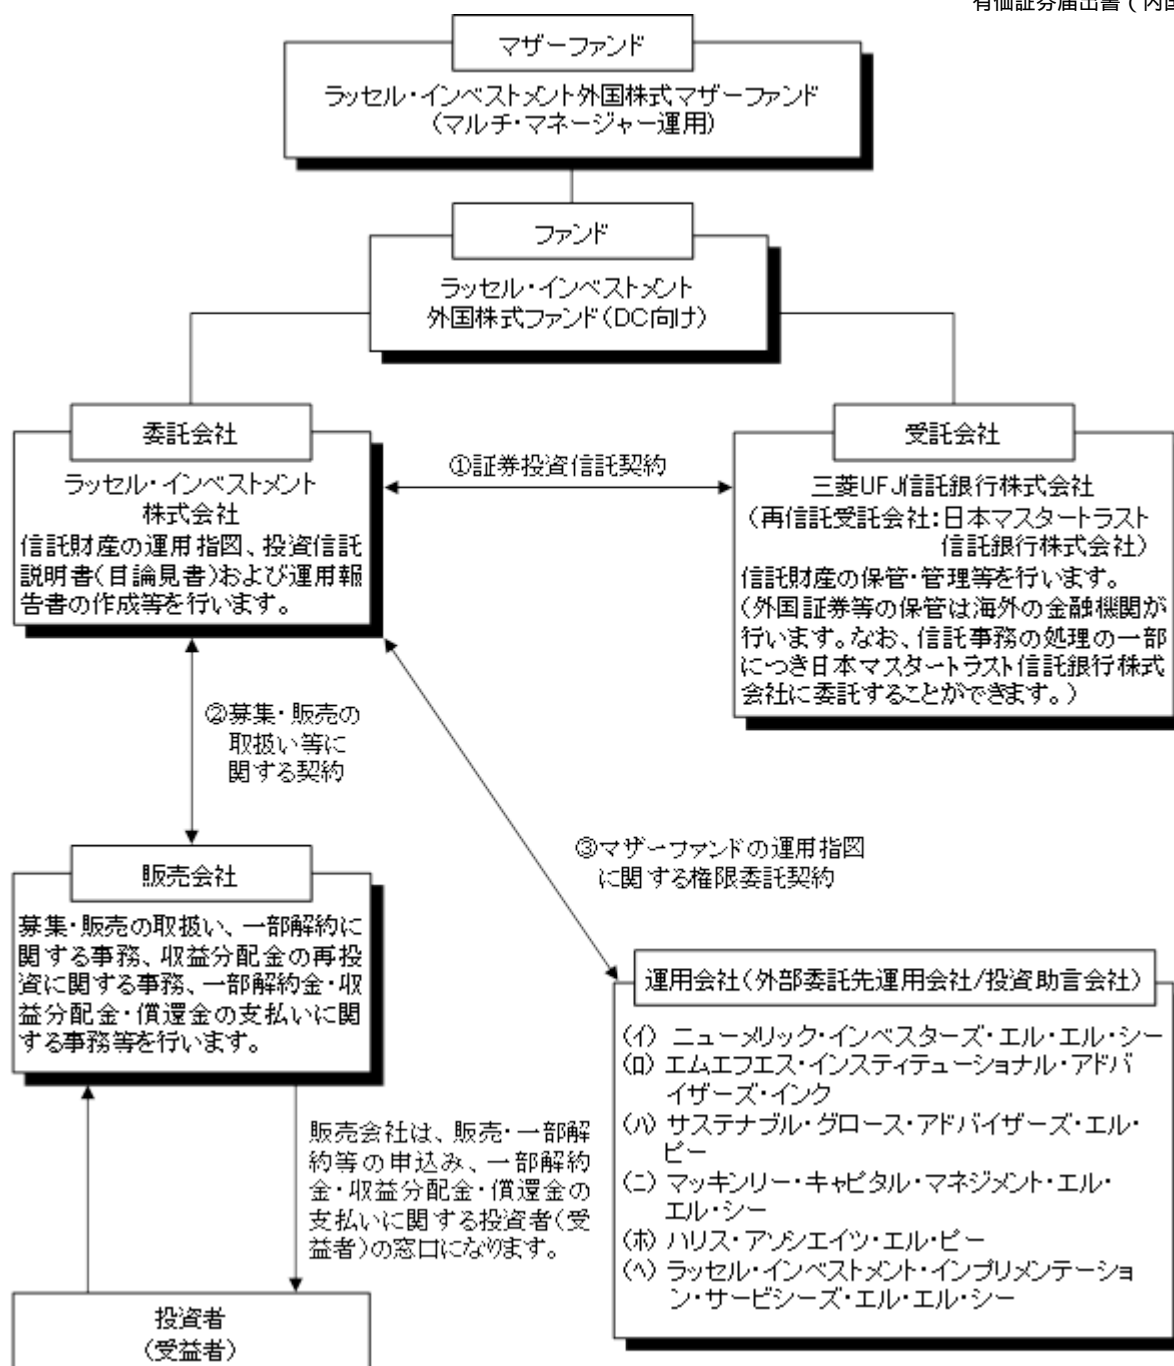 有価証券届出書(内国
マザーファンド
ラッセル・インベストメント外国株式マザーファンド
(マルチ・マネージャー運用)
ファンド
ラッセル・インベストメント
外国株式ファンド(DC向け)
委託会社
ラッセル・インベストメント
株式会社
信託財産の運用指図、投資信託
説明書(目論見書)および運用報
告書の作成等を行います。
①証券投資信託契約
受託会社
三菱UFJ信託銀行株式会社
(再信託受託会社:日本マスタートラスト
信託銀行株式会社)
信託財産の保管・管理等を行います。
(外国証券等の保管は海外の金融機関が
行います。なお、信託事務の処理の一部
につき日本マスタートラスト信託銀行株式
会社に委託することができます。)
②募集・販売の
取扱い等に
関する契約
③マザーファンドの運用指図
に関する権限委託契約
販売会社
募集・販売の取扱い、一部解約に
関する事務、収益分配金の再投
資に関する事務、一部解約金・収
益分配金・償還金の支払いに関
する事務等を行います。
販売会社は、販売・一部解
約等の申込み、一部解約
金・収益分配金・償還金の
支払いに関する投資者(受
益者)の窓口になります。
投資者
(受益者)
運用会社(外部委託先運用会社/投資助言会社)
(イ) ニューメリック・インベスターズ・エル・エル・シー
(ロ) エムエフエス・インスティテューショナル・アドバ
イザーズ・インク
(ハ) サステナブル・グロース・アドバイザーズ・エル・
ピー
(ニ) マッキンリー・キャピタル・マネジメント・エル・
エル・シー
(ホ) ハリス・アソシエイツ・エル・ピー
(ヘ) ラッセル・インベストメント・インプリメンテーショ
ン・サービシーズ・エル・エル・シー